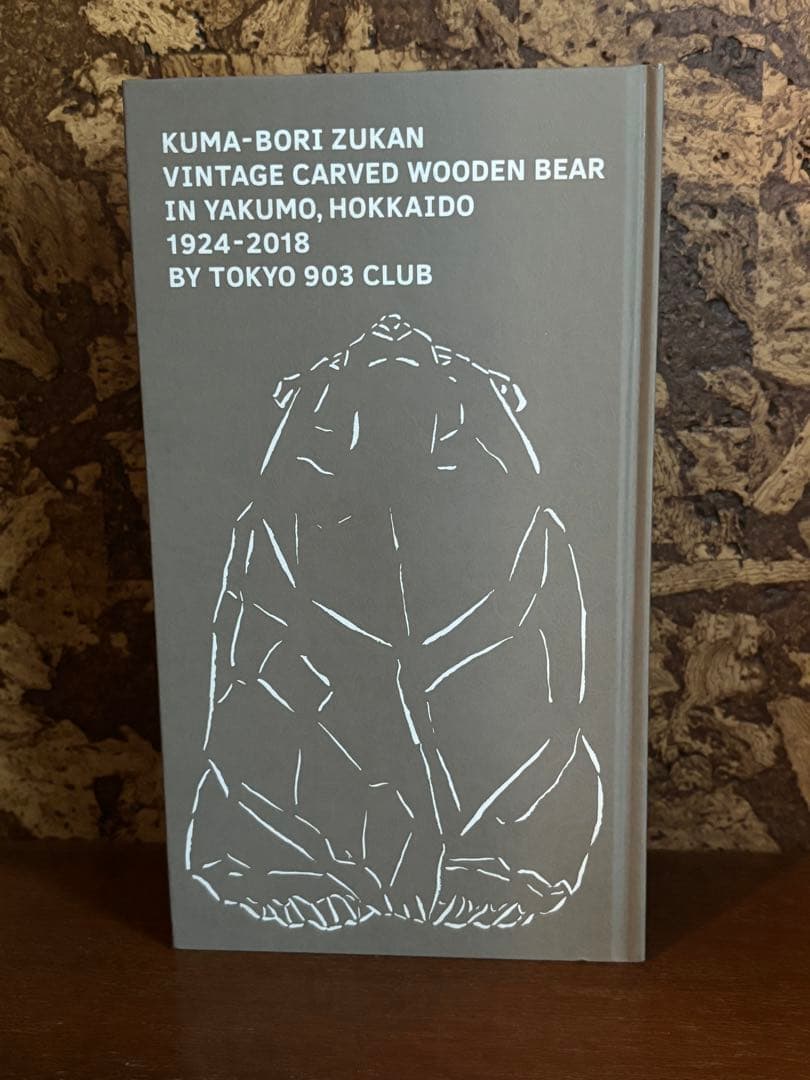 KUMA-BORI ZUKAN
VINTAGE CARVED WOODEN BEAR
IN YAKUMO, HOKKAIDO
1924-2018
BY TOKYO 903 CLUB